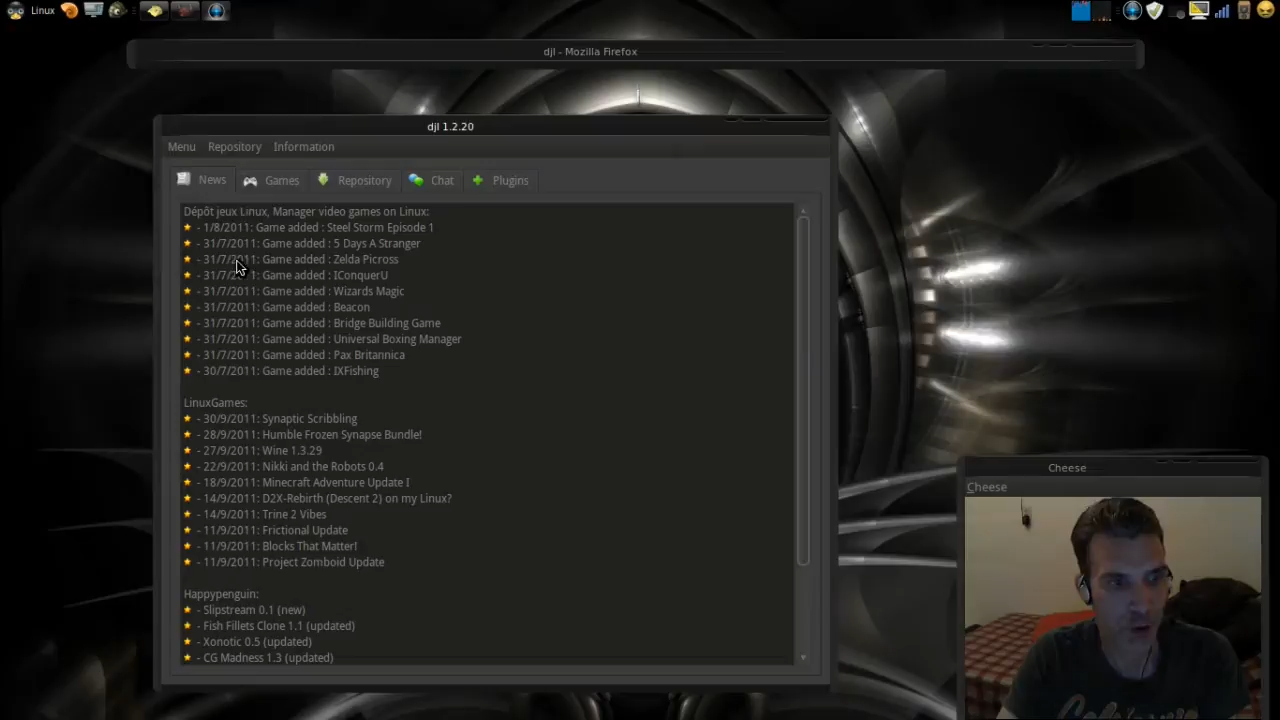 Linux
djl - Mozilla Firefox
djl 1.2.20
Menu Repository Information
News Games Repository Chat Plugins
Dépôt jeux Linux, Manager video games on Linux:
- 1/8/2011: Game added : Steel Storm Episode 1
- 31/7/2011: Game added : 5 Days A Stranger
- 31/7/2011: Game added : Zelda Picross
- 31/7/2011: Game added : IConquerU
- 31/7/2011: Game added : Wizards Magic
- 31/7/2011: Game added : Beacon
- 31/7/2011: Game added : Bridge Building Game
- 31/7/2011: Game added : Universal Boxing Manager
- 31/7/2011: Game added : Pax Britannica
- 30/7/2011: Game added : IXFishing
LinuxGames:
- 30/9/2011: Synaptic Scribbling
- 28/9/2011: Humble Frozen Synapse Bundle!
- 27/9/2011: Wine 1.3.29
- 22/9/2011: Nikki and the Robots 0.4
- 18/9/2011: Minecraft Adventure Update I
- 14/9/2011: D2X-Rebirth (Descent 2) on my Linux?
- 14/9/2011: Trine 2 Vibes
- 11/9/2011: Frictional Update
- 11/9/2011: Blocks That Matter!
- 11/9/2011: Project Zomboid Update
Happypenguin:
- Slipstream 0.1 (new)
- Fish Fillets Clone 1.1 (updated)
- Xonotic 0.5 (updated)
- CG Madness 1.3 (updated)
Cheese
Cheese